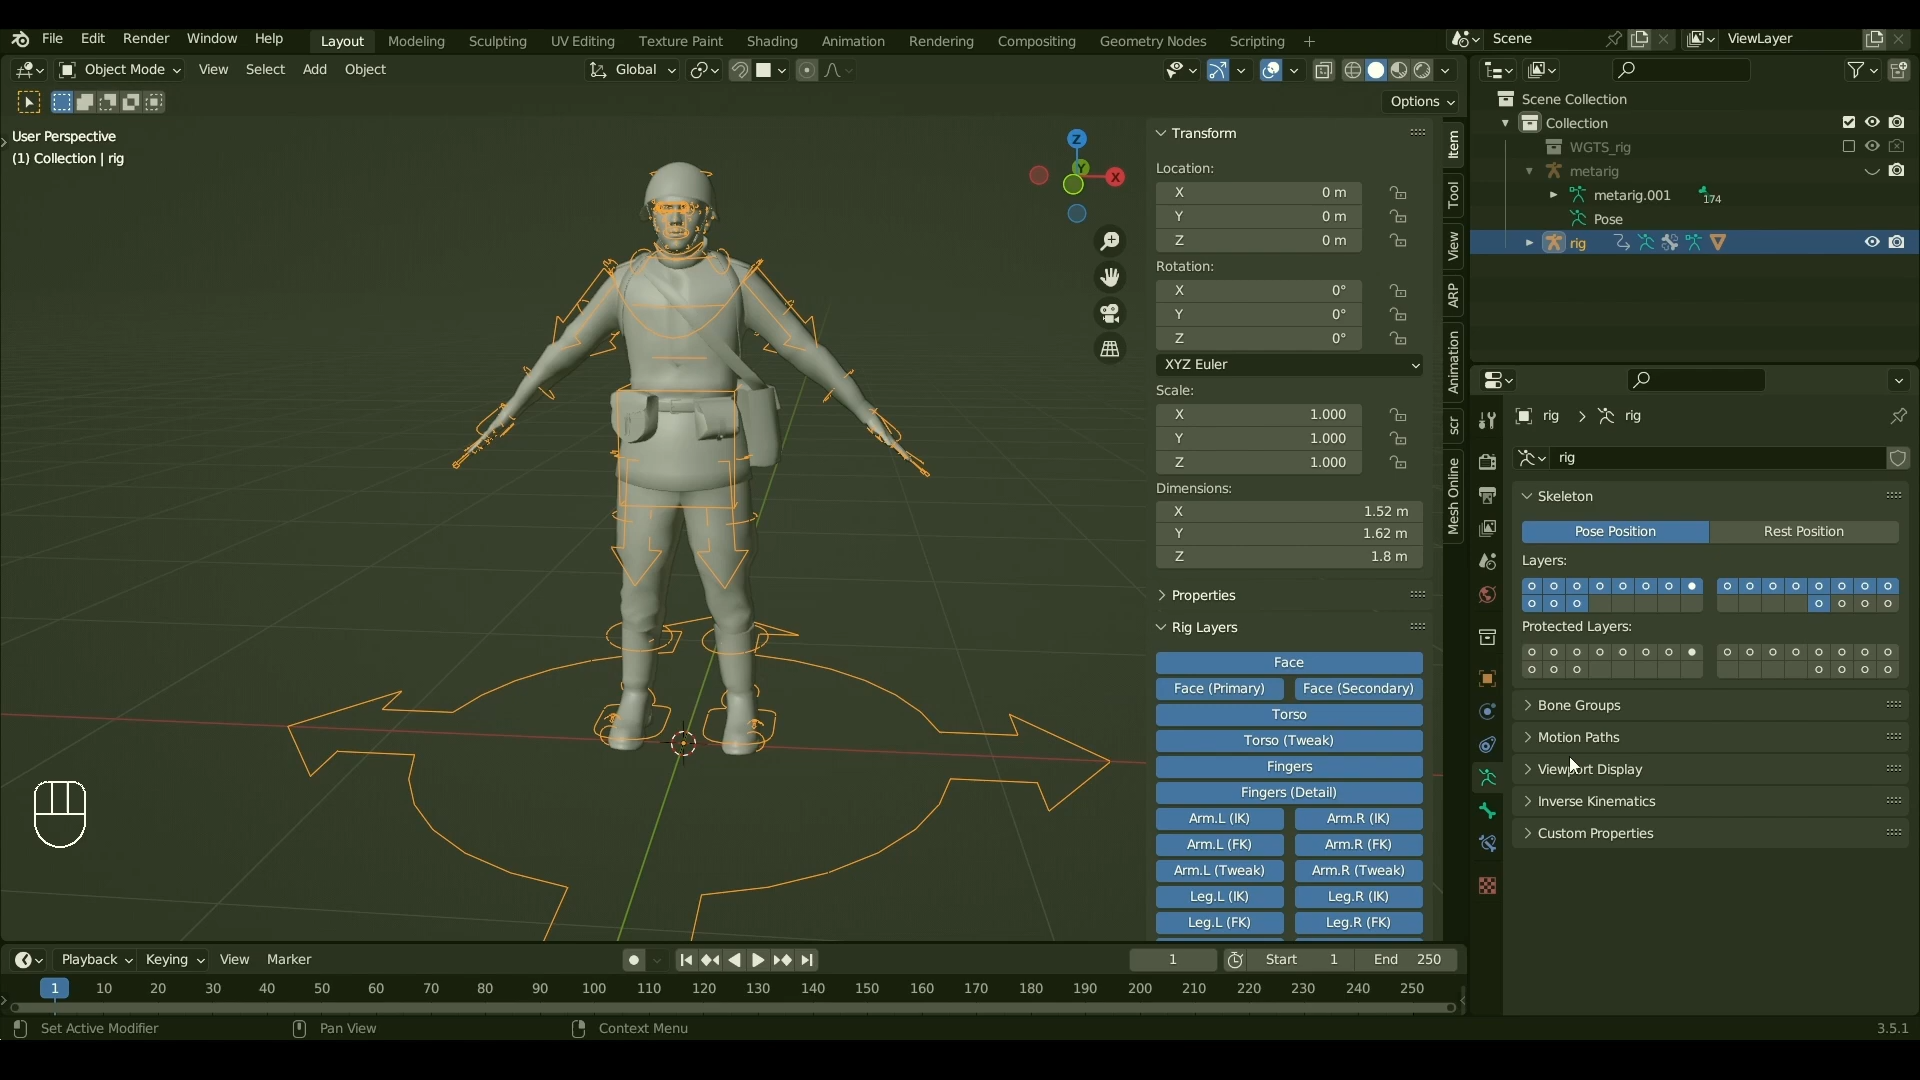 File Edit Render Window Help
Layout Modeling Sculpting UV Editing Texture Paint Shading Animation Rendering Compositing Geometry Nodes Scripting +
Scene
ViewLayer
Object Mode View Select Add Object
Global
Options
User Perspective
(1) Collection | rig
Z
Y
X
Transform
Location:
X 0 m
Y 0 m
Z 0 m
Rotation:
X 0°
Y 0°
Z 0°
XYZ Euler
Scale:
X 1.000
Y 1.000
Z 1.000
Dimensions:
X 1.52 m
Y 1.62 m
Z 1.8 m
Properties
Rig Layers
Face
Face (Primary) Face (Secondary)
Torso
Torso (Tweak)
Fingers
Fingers (Detail)
Arm.L (IK) Arm.R (IK)
Arm.L (FK) Arm.R (FK)
Arm.L (Tweak) Arm.R (Tweak)
Leg.L (IK) Leg.R (IK)
Leg.L (FK) Leg.R (FK)
Item
Tool
View
ARP
Animation
scr
Mesh Online
Scene Collection
Collection
WGTS_rig
metarig
metarig.001 174
Pose
rig
rig > rig
rig
Skeleton
Pose Position Rest Position
Layers:
Protected Layers:
Bone Groups
Motion Paths
Viewport Display
Inverse Kinematics
Custom Properties
Playback Keying View Marker
1
Start 1
End 250
1 10 20 30 40 50 60 70 80 90 100 110 120 130 140 150 160 170 180 190 200 210 220 230 240 250
Set Active Modifier
Pan View
Context Menu
3.5.1